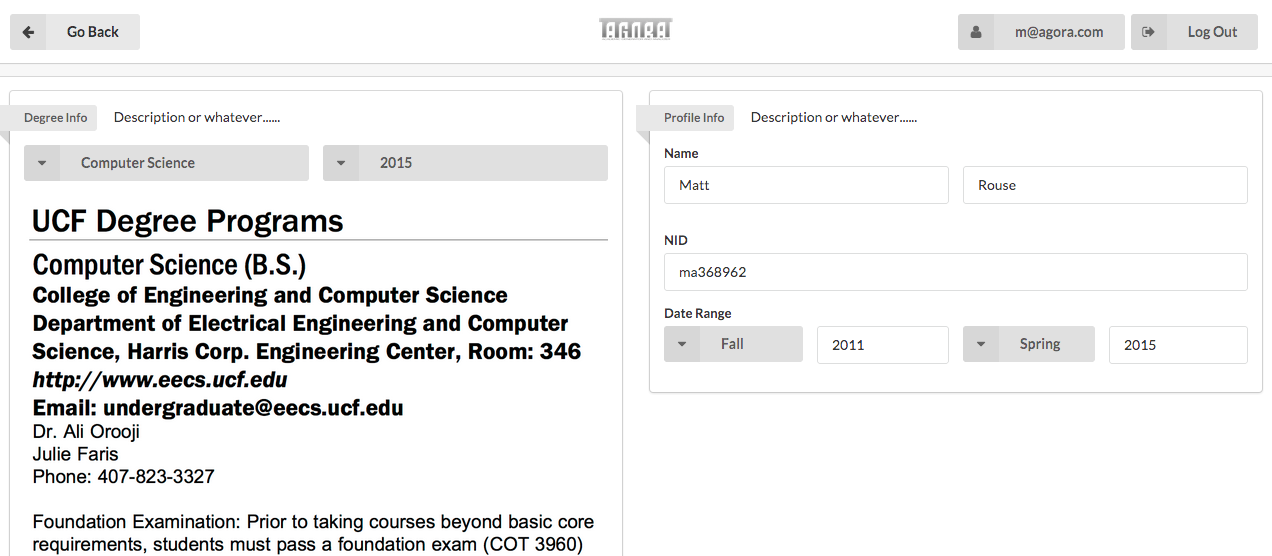 Go Back
AGORA
m@agora.com
Log Out
Degree Info
Description or whatever......
Computer Science
2015
UCF Degree Programs
Computer Science (B.S.)
College of Engineering and Computer Science
Department of Electrical Engineering and Computer
Science, Harris Corp. Engineering Center, Room: 346
http://www.eecs.ucf.edu
Email: undergraduate@eecs.ucf.edu
Dr. Ali Orooji
Julie Faris
Phone: 407-823-3327
Foundation Examination: Prior to taking courses beyond basic core
requirements, students must pass a foundation exam (COT 3960)
Profile Info
Description or whatever......
Name
Matt
Rouse
NID
ma368962
Date Range
Fall
2011
Spring
2015